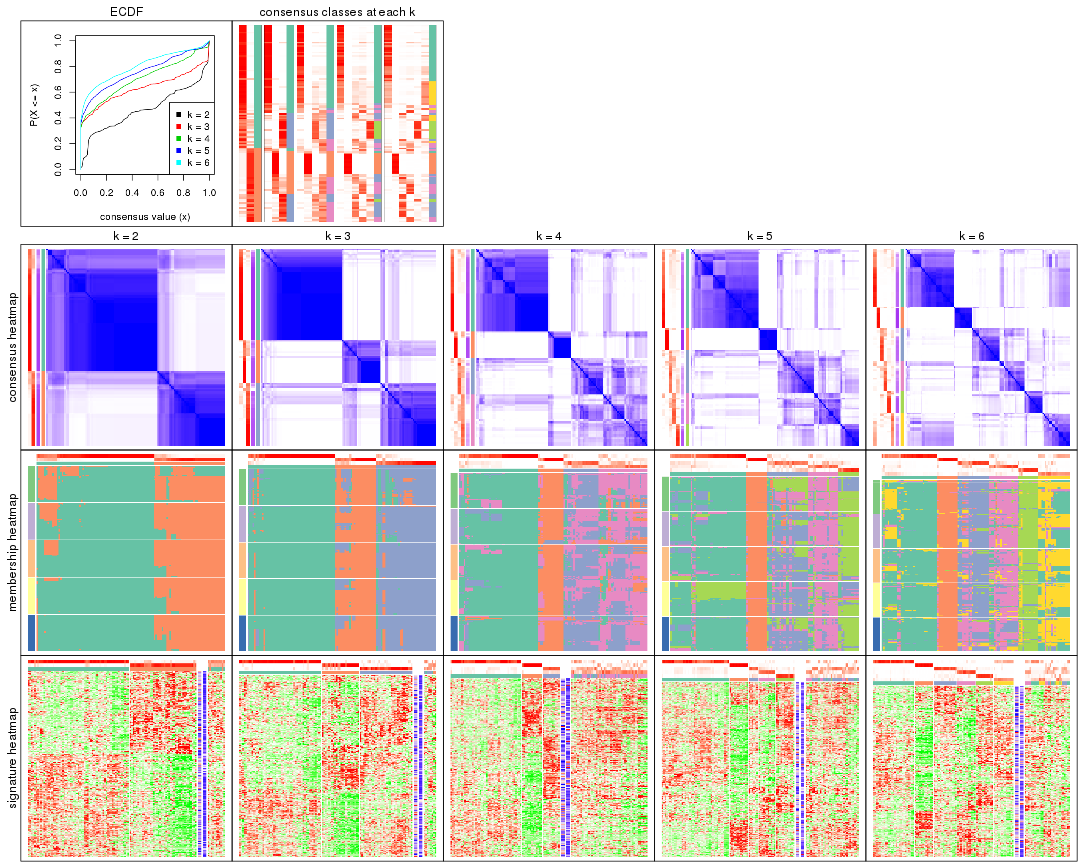 ECDF
consensus classes at each k
P(X <= x)
0.0 0.2 0.4 0.6 0.8 1.0
k = 2
k = 3
k = 4
k = 5
k = 6
0.0 0.2 0.4 0.6 0.8 1.0
consensus value (x)
k = 2
k = 3
k = 4
k = 5
k = 6
consensus heatmap
membership heatmap
signature heatmap